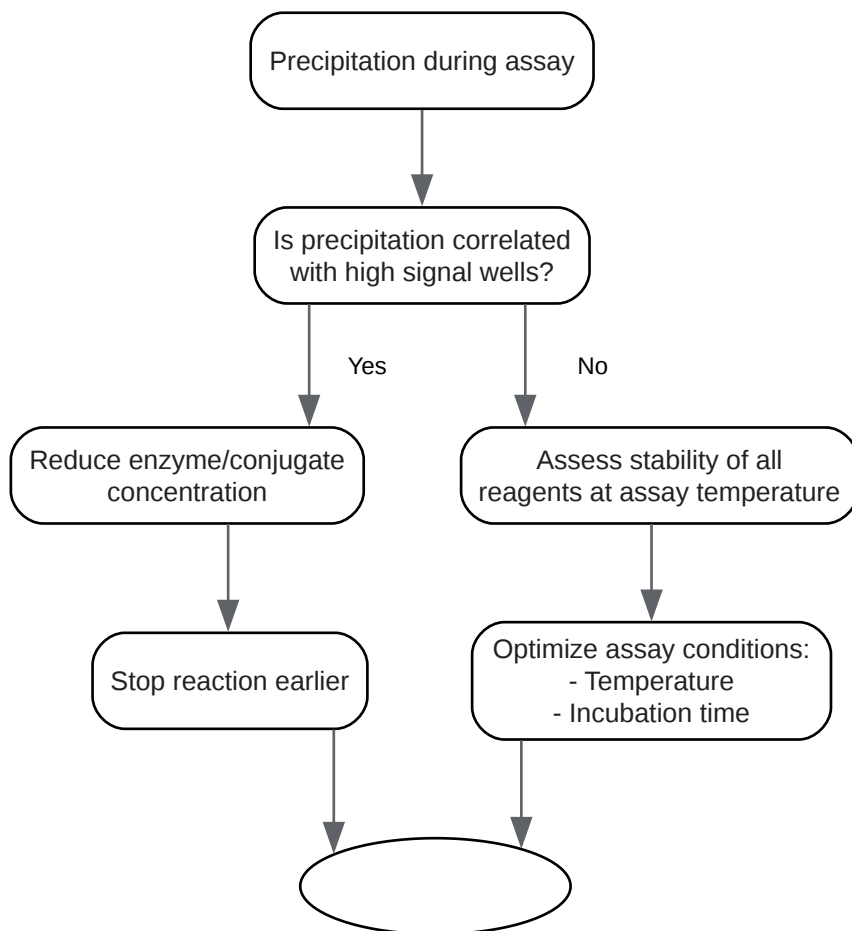 Precipitation during assay
Is precipitation correlated
with high signal wells?
Yes
No
Reduce enzyme/conjugate
concentration
Assess stability of all
reagents at assay temperature
Stop reaction earlier
Optimize assay conditions:
- Temperature
- Incubation time